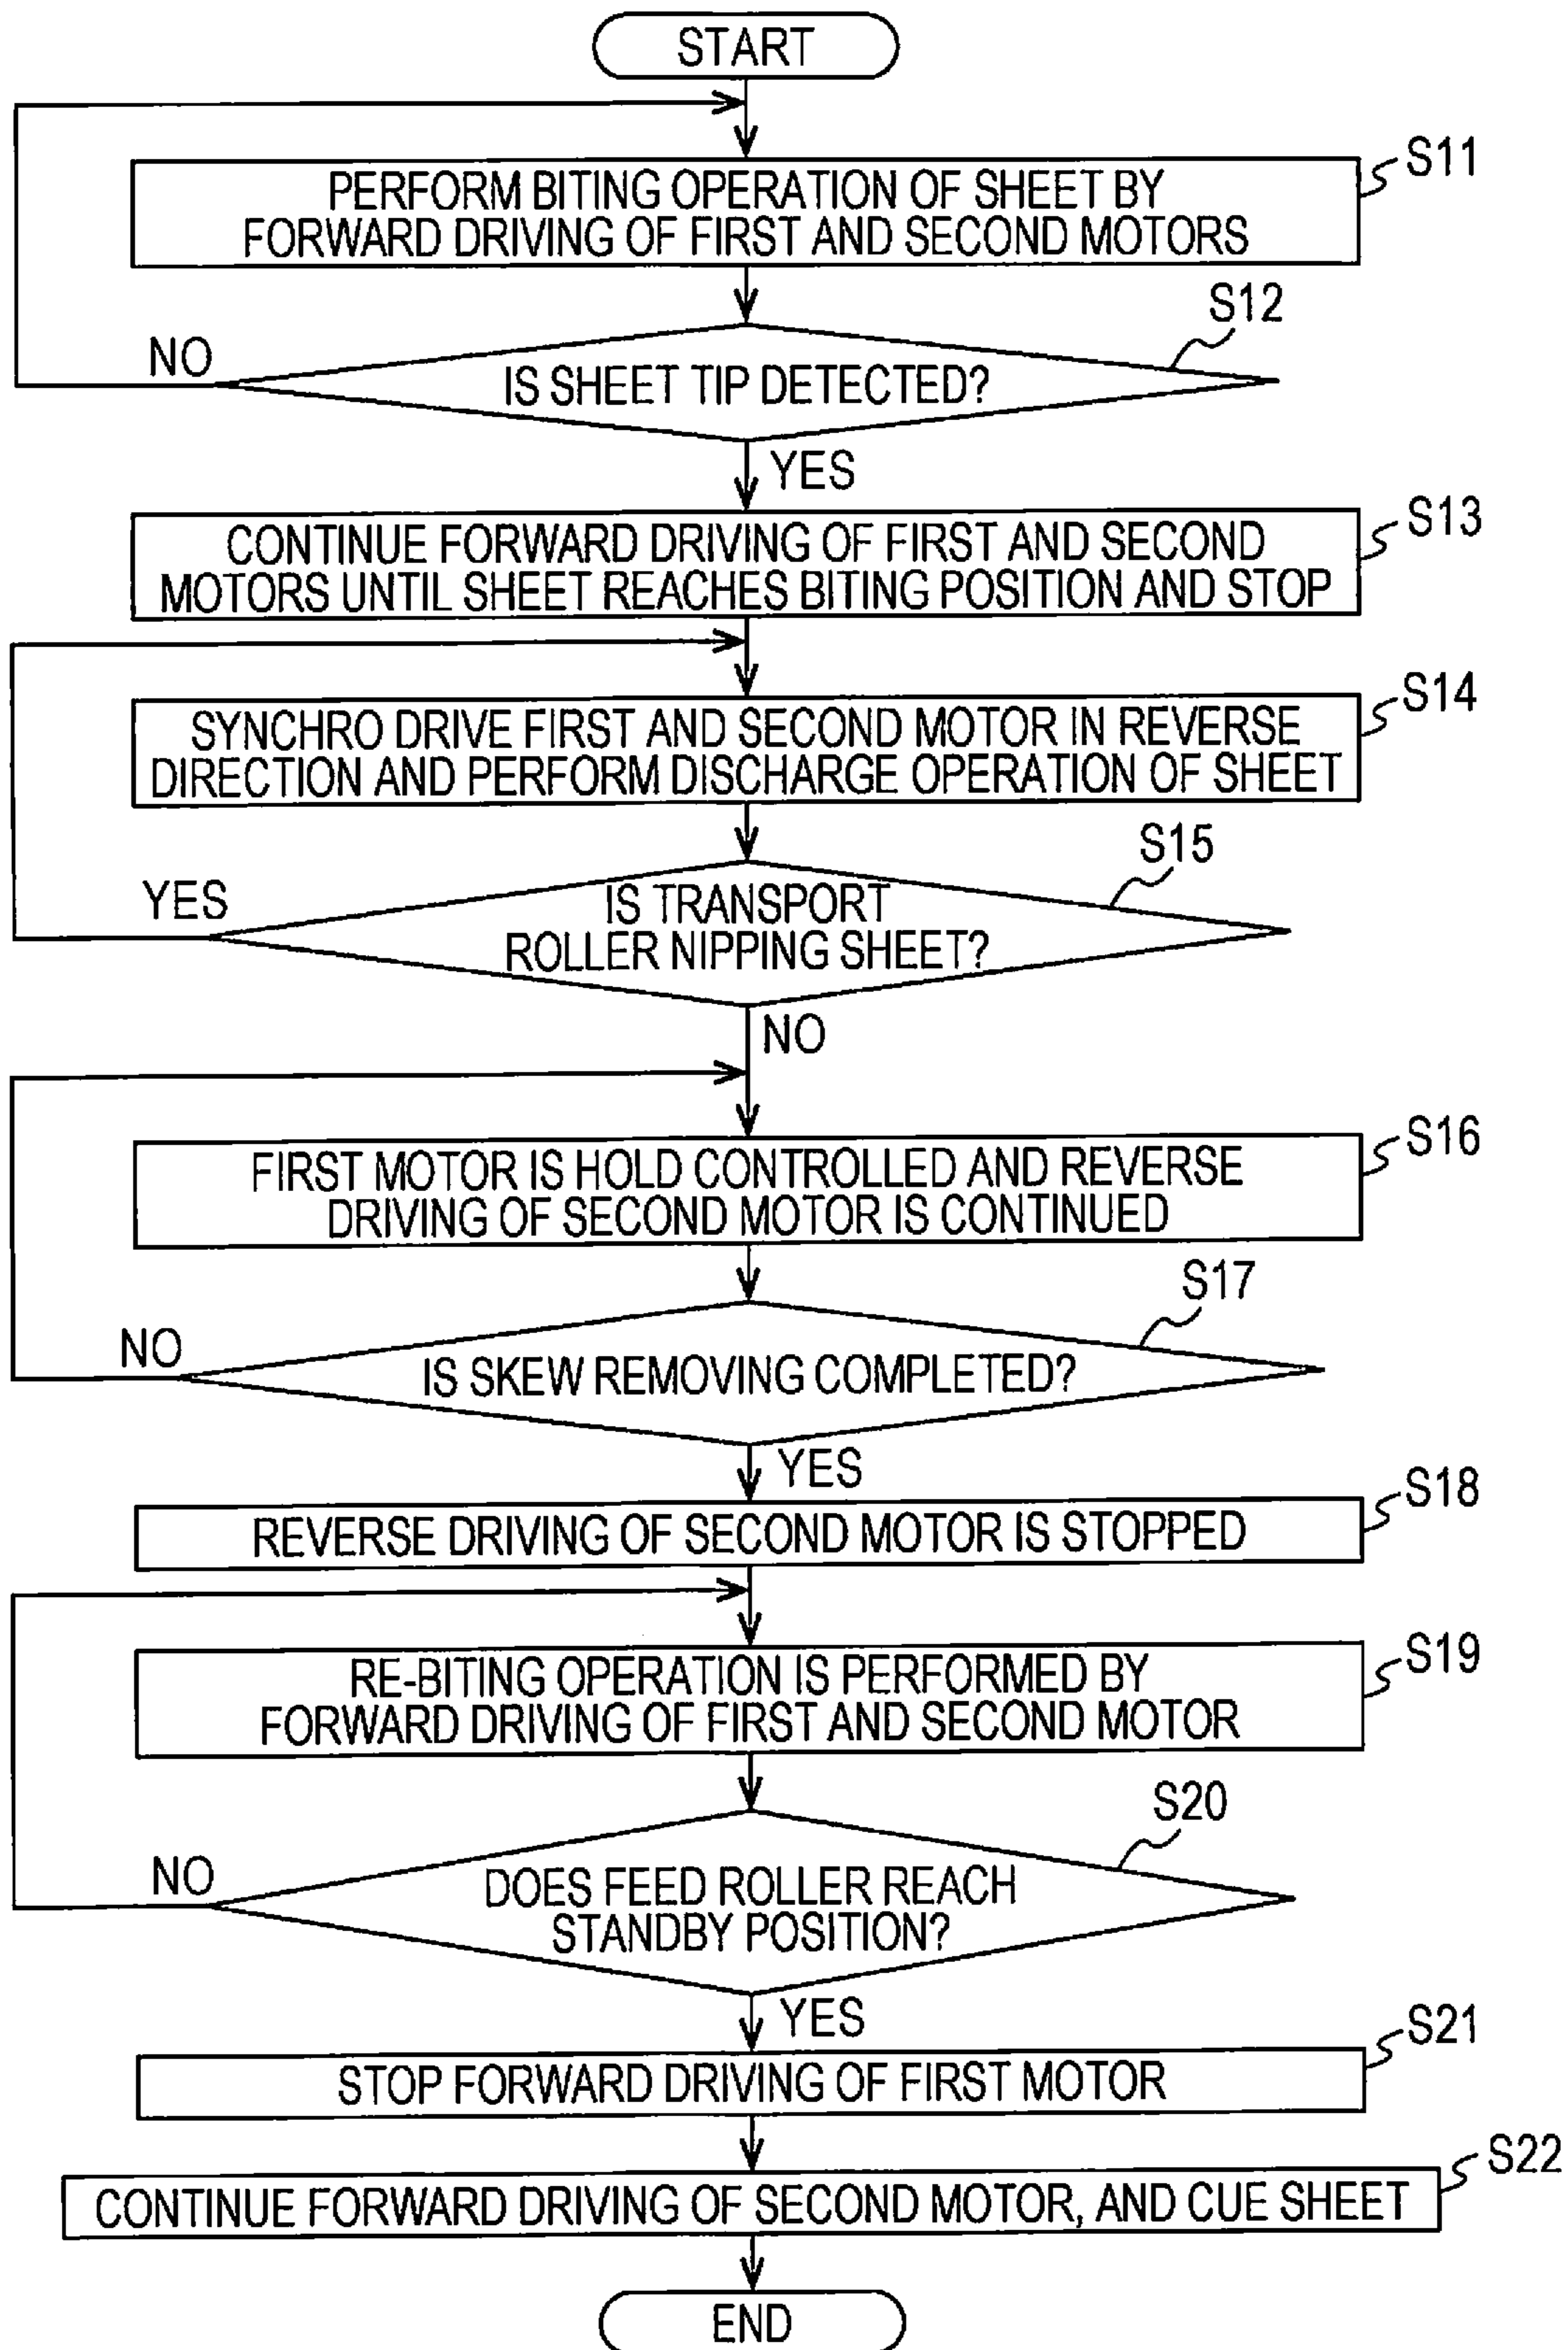 START
S11
PERFORM BITING OPERATION OF SHEET BY
FORWARD DRIVING OF FIRST AND SECOND MOTORS
S12
NO
IS SHEET TIP DETECTED?
YES
S13
CONTINUE FORWARD DRIVING OF FIRST AND SECOND
MOTORS UNTIL SHEET REACHES BITING POSITION AND STOP
S14
SYNCHRO DRIVE FIRST AND SECOND MOTOR IN REVERSE
DIRECTION AND PERFORM DISCHARGE OPERATION OF SHEET
S15
YES
IS TRANSPORT
ROLLER NIPPING SHEET?
NO
S16
FIRST MOTOR IS HOLD CONTROLLED AND REVERSE
DRIVING OF SECOND MOTOR IS CONTINUED
S17
NO
IS SKEW REMOVING COMPLETED?
YES
S18
REVERSE DRIVING OF SECOND MOTOR IS STOPPED
S19
RE-BITING OPERATION IS PERFORMED BY
FORWARD DRIVING OF FIRST AND SECOND MOTOR
S20
NO
DOES FEED ROLLER REACH
STANDBY POSITION?
YES
S21
STOP FORWARD DRIVING OF FIRST MOTOR
S22
CONTINUE FORWARD DRIVING OF SECOND MOTOR, AND CUE SHEET
END